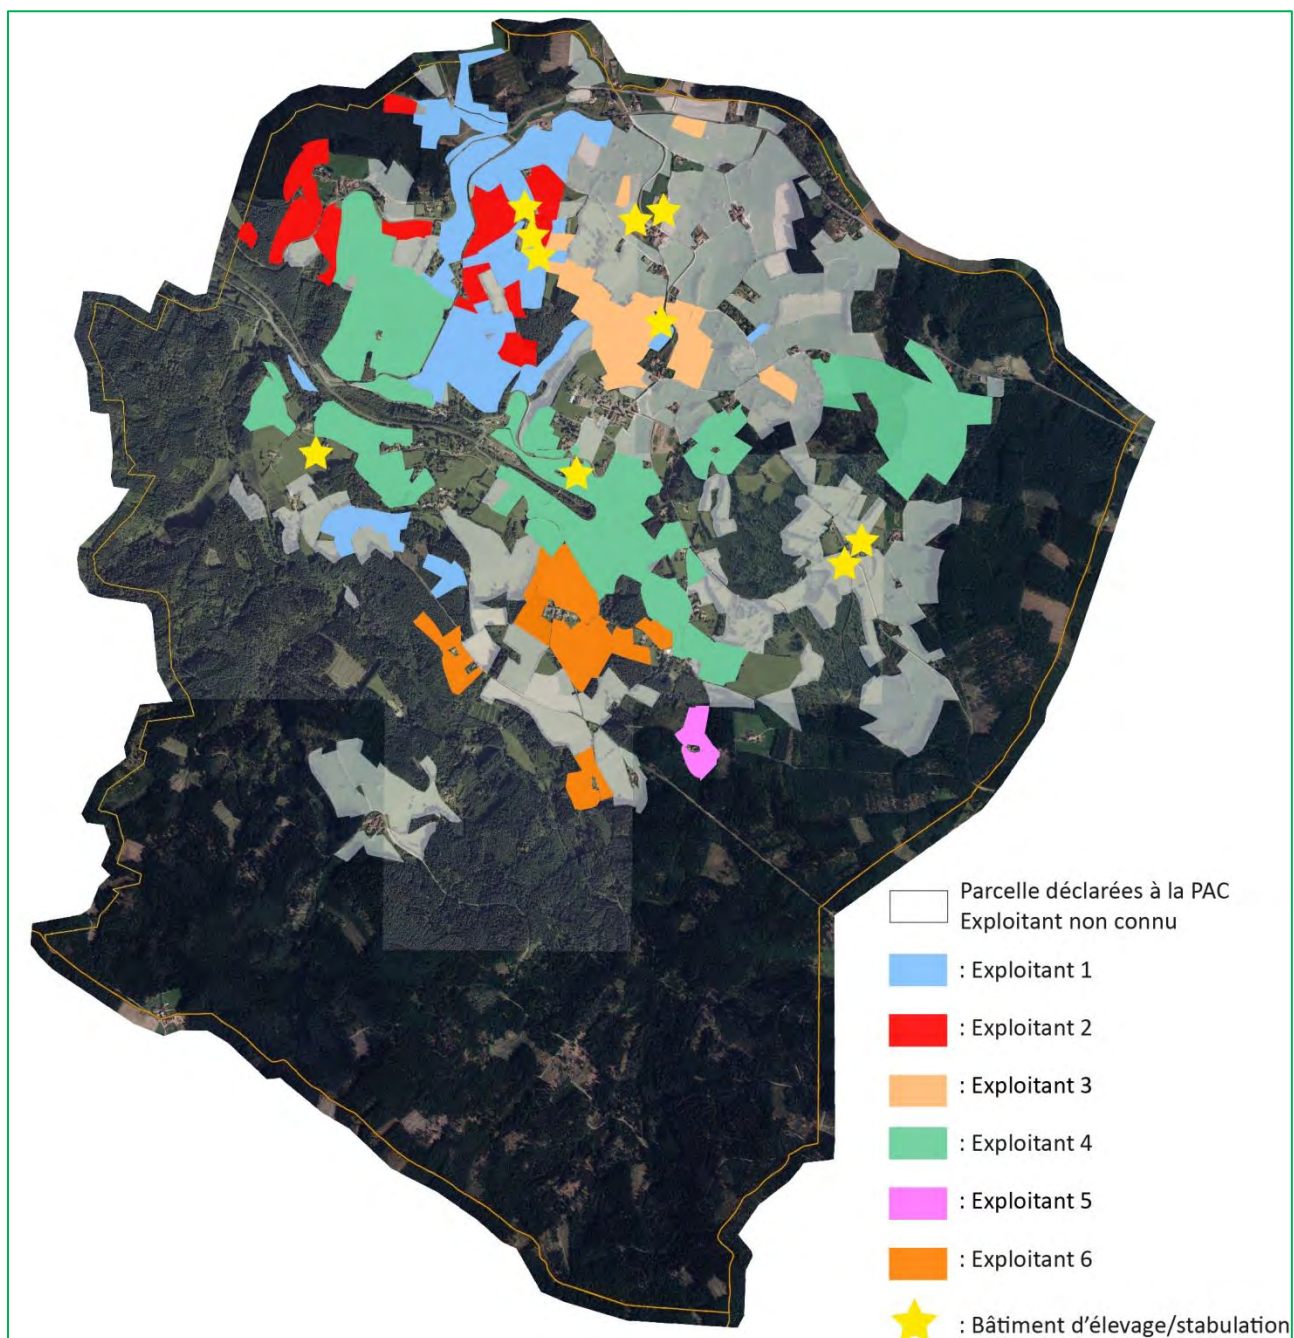 Parcelle déclarées à la PAC
Exploitant non connu
: Exploitant 1
: Exploitant 2
: Exploitant 3
: Exploitant 4
: Exploitant 5
: Exploitant 6
: Bâtiment d'élevage/stabulation